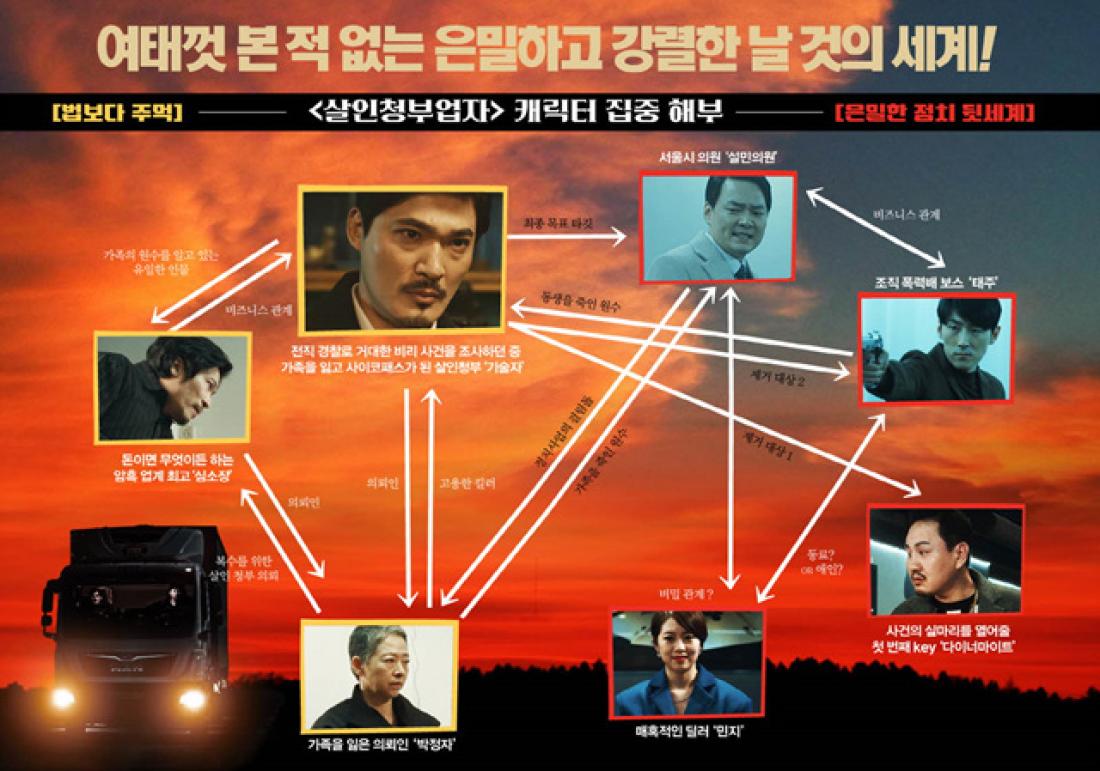 여태껏 본 적 없는 은밀하고 강렬한 날 것의 세계!
[법보다 주먹]
<살인청부업자> 캐릭터 집중 해부
[은밀한 정치 뒷세계]
서울시 의원 '설민의원'
최종 목표 타깃
비즈니스 관계
가족의 원수를 알고 있는
유일한 인물
비즈니스 관계
조직 폭력배 보스 '태주'
동생을 죽인 원수
전직 경찰로 거대한 비리 사건을 조사하던 중
가족을 잃고 사이코패스가 된 살인청부 '기술자'
제거 대상 2
제거 대상 1
돈이면 무엇이든 하는
암흑 업계 최고 '심소장'
의뢰인
고용한 킬러
정치사업의 걸림돌
가족을 죽인 원수
의뢰인
복수를 위한
살인 청부 의뢰
동료?
OR 애인?
비밀 관계?
사건의 실마리를 열어줄
첫 번째 key '다이너마이트'
매혹적인 딜러 '민지'
가족을 잃은 의뢰인 '박정자'